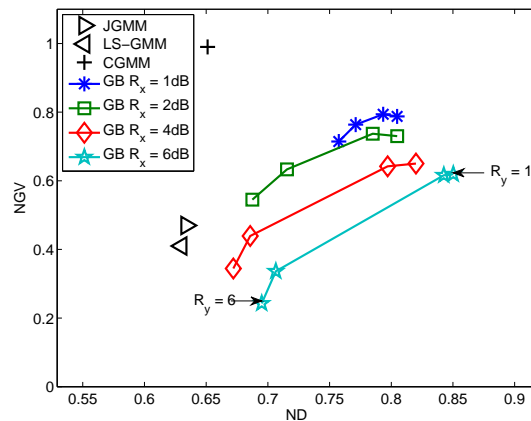 JGMM
LS-GMM
CGMM
GB R_x = 1dB
GB R_x = 2dB
GB R_x = 4dB
GB R_x = 6dB
1
0.8
0.6
0.4
0.2
0
NGV
R_y = 1
R_y = 6
0.55
0.6
0.65
0.7
0.75
0.8
0.85
0.9
ND